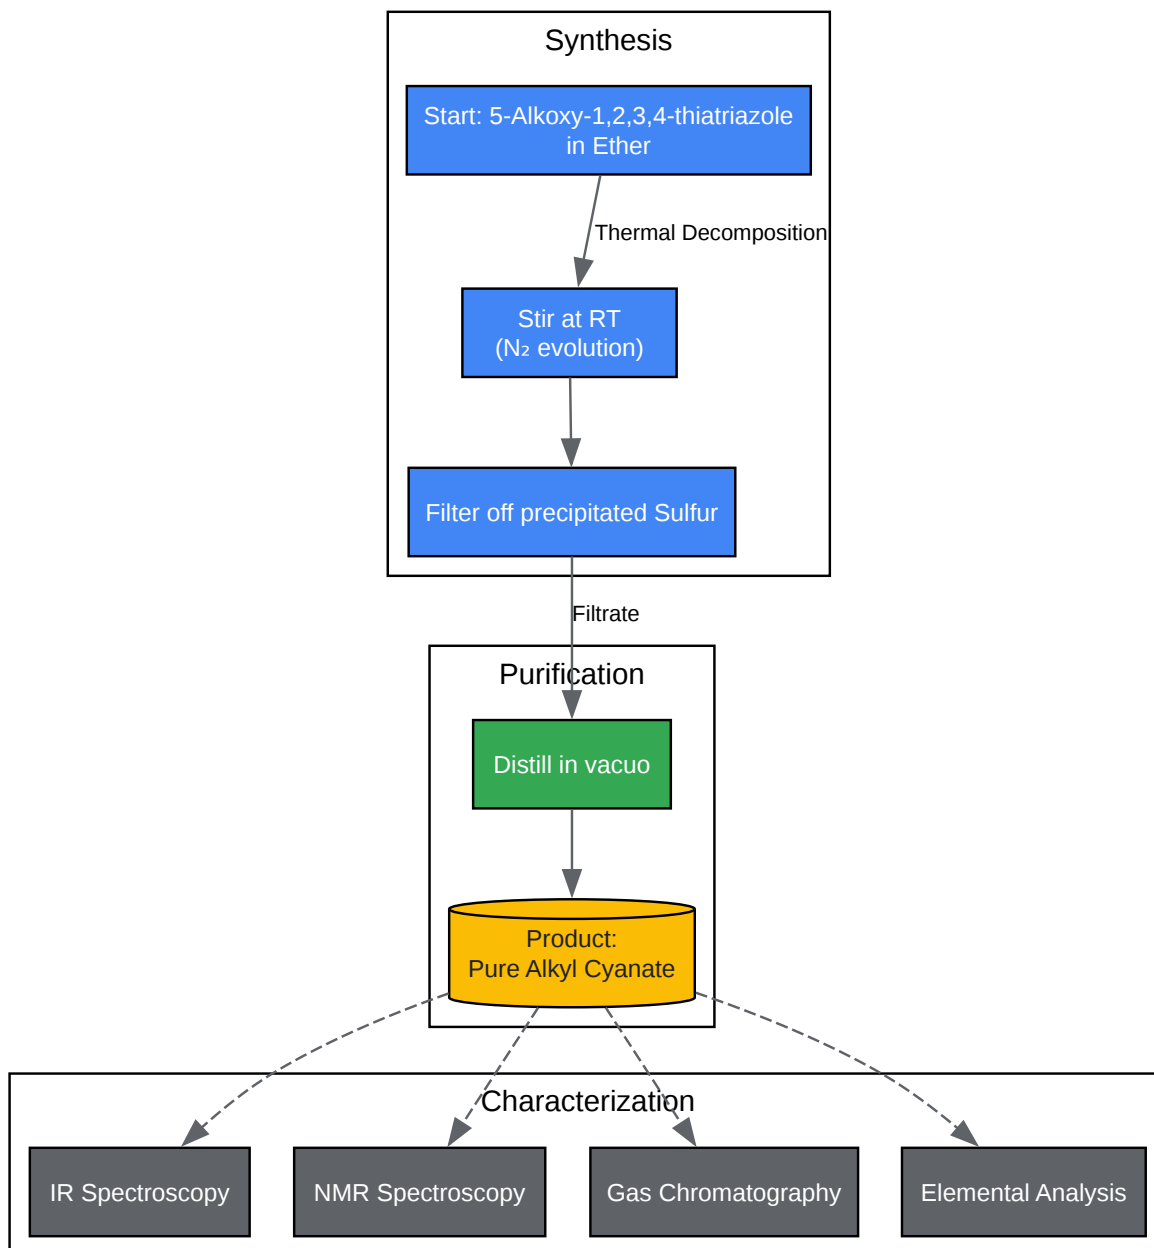 Synthesis
Start: 5-Alkoxy-1,2,3,4-thiatriazole
in Ether
Thermal Decomposition
Stir at RT
(N₂ evolution)
Filter off precipitated Sulfur
Filtrate
Purification
Distill in vacuo
Product:
Pure Alkyl Cyanate
Characterization
IR Spectroscopy
NMR Spectroscopy
Gas Chromatography
Elemental Analysis